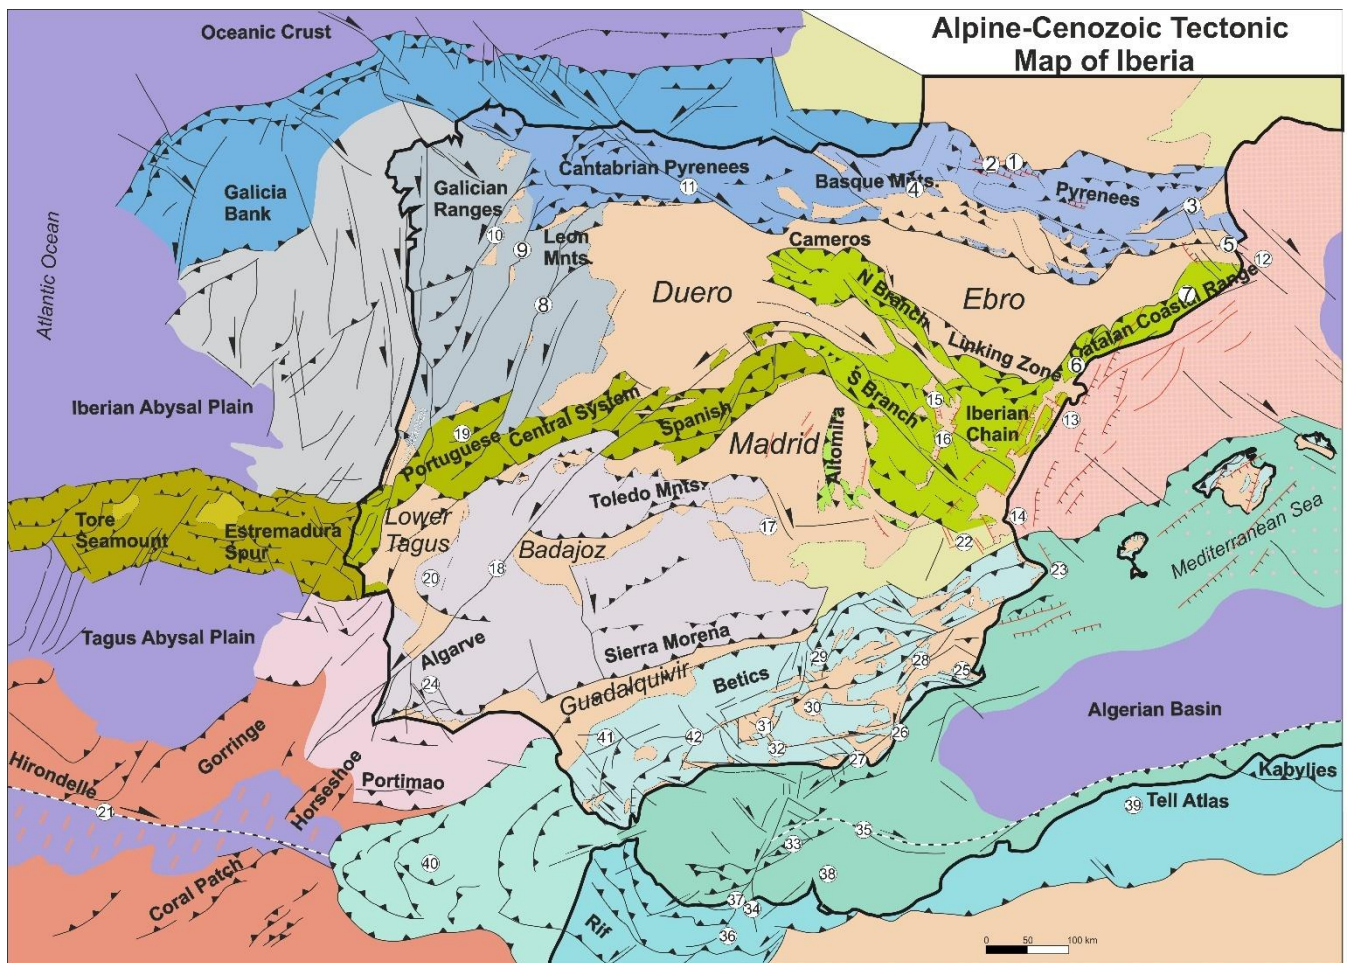 Alpine-Cenozoic Tectonic
Map of Iberia
Oceanic Crust
Galicia
Bank
Galician
Ranges
Cantabrian Pyrenees
Basque Mnts.
Pyrenees
2
1
11
4
3
Atlantic Ocean
10
9
Leon
Mnts.
Cameros
5
12
8
Duero
N Branch
Ebro
7
Catalan Coastal Range
Linking Zone
6
Iberian Abysal Plain
S Branch
15
Iberian
Chain
13
19
Portuguese
Central System
Spanish
Madrid
Altomira
16
Toledo Mnts.
Tore
Seamount
Estremadura
Spur
Lower
Tagus
Badajoz
17
14
22
Mediterranean Sea
18
20
23
Tagus Abysal Plain
Algarve
Sierra Morena
24
29
28
25
Guadalquivir
Betics
30
Algerian Basin
Gorringe
31
26
41
42
32
27
Hirondelle
Horseshoe
Portimao
Kabylies
21
39
Tell Atlas
35
33
40
38
Coral Patch
37
34
Rif
36
0 50 100 km